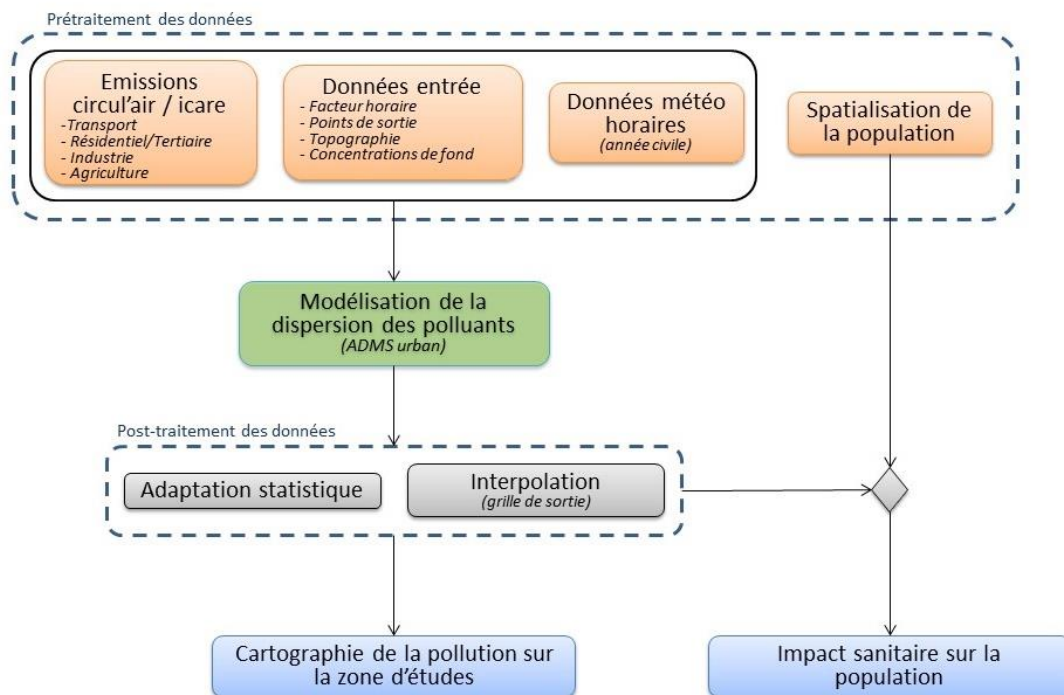 Prétraitement des données
Emissions
circul'air / icare
-Transport
- Résidentiel/Tertiaire
- Industrie
- Agriculture
Données entrée
- Facteur horaire
- Points de sortie
- Topographie
- Concentrations de fond
Données météo
horaires
(année civile)
Spatialisation de
la population
Modélisation de la
dispersion des polluants
(ADMS urban)
Post-traitement des données
Adaptation statistique
Interpolation
(grille de sortie)
Cartographie de la pollution sur
la zone d'études
Impact sanitaire sur la
population